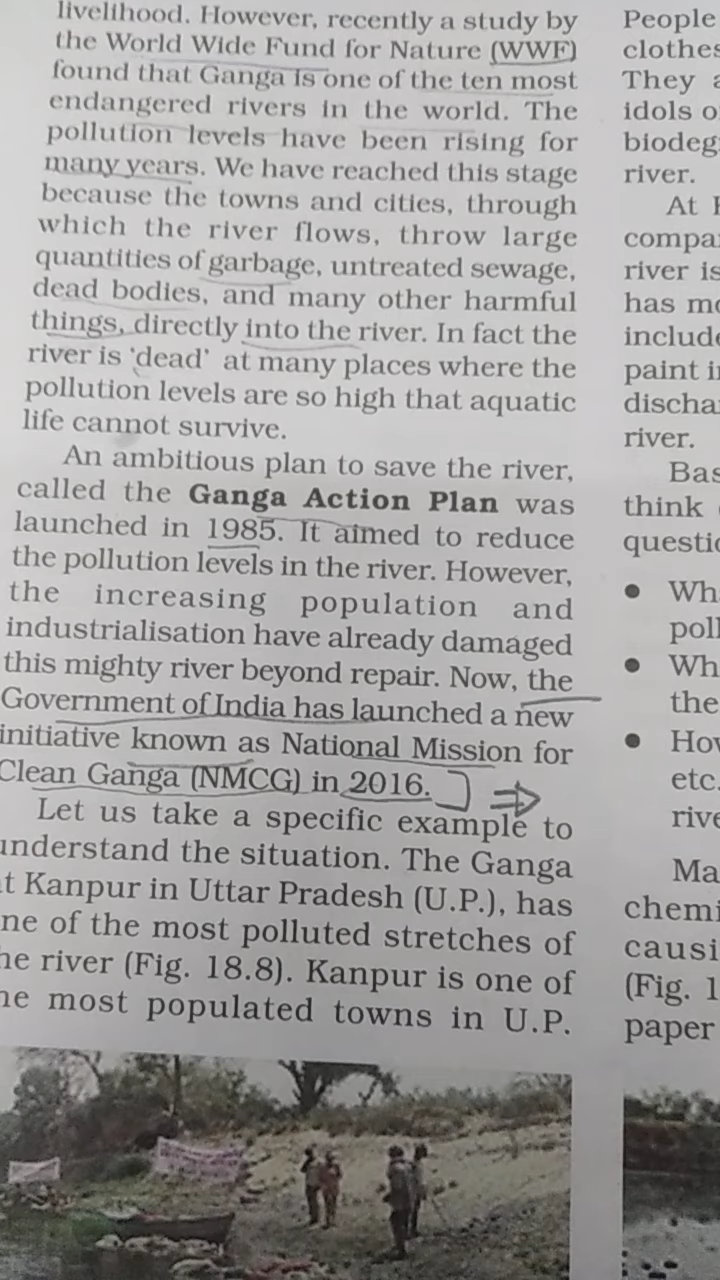 livelihood. However, recently a study by
the World Wide Fund for Nature (WWF)
found that Ganga is one of the ten most
endangered rivers in the world. The
pollution levels have been rising for
many years. We have reached this stage
because the towns and cities, through
which the river flows, throw large
quantities of garbage, untreated sewage,
dead bodies, and many other harmful
things, directly into the river. In fact the
river is 'dead' at many places where the
pollution levels are so high that aquatic
life cannot survive.
An ambitious plan to save the river,
called the Ganga Action Plan was
launched in 1985. It aimed to reduce
the pollution levels in the river. However,
the increasing population and
industrialisation have already damaged
this mighty river beyond repair. Now, the
Government of India has launched a new
initiative known as National Mission for
Clean Ganga (NMCG) in 2016.
Let us take a specific example to
understand the situation. The Ganga
at Kanpur in Uttar Pradesh (U.P.), has
ne of the most polluted stretches of
he river (Fig. 18.8). Kanpur is one of
he most populated towns in U.P.
People
clothes
They a
idols o
biodeg
river.
At
compa
river is
has mo
include
paint i
discha
river.
Bas
think
questio
• Wh
poll
• Wh
the
• How
etc.
rive
Ma
chemi
causi
(Fig. 1
paper